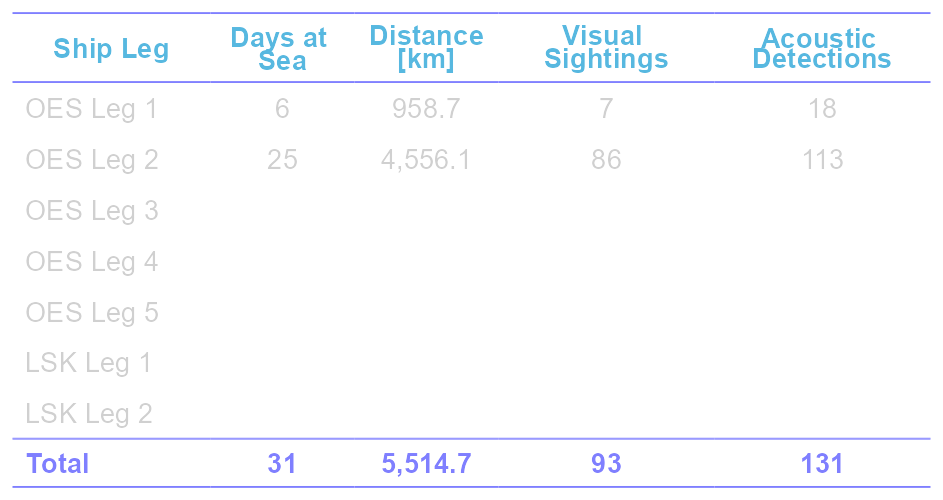 Ship Leg Days at Sea Distance [km] Visual Sightings Acoustic Detections
OES Leg 1 6 958.7 7 18
OES Leg 2 25 4,556.1 86 113
OES Leg 3
OES Leg 4
OES Leg 5
LSK Leg 1
LSK Leg 2
Total 31 5,514.7 93 131